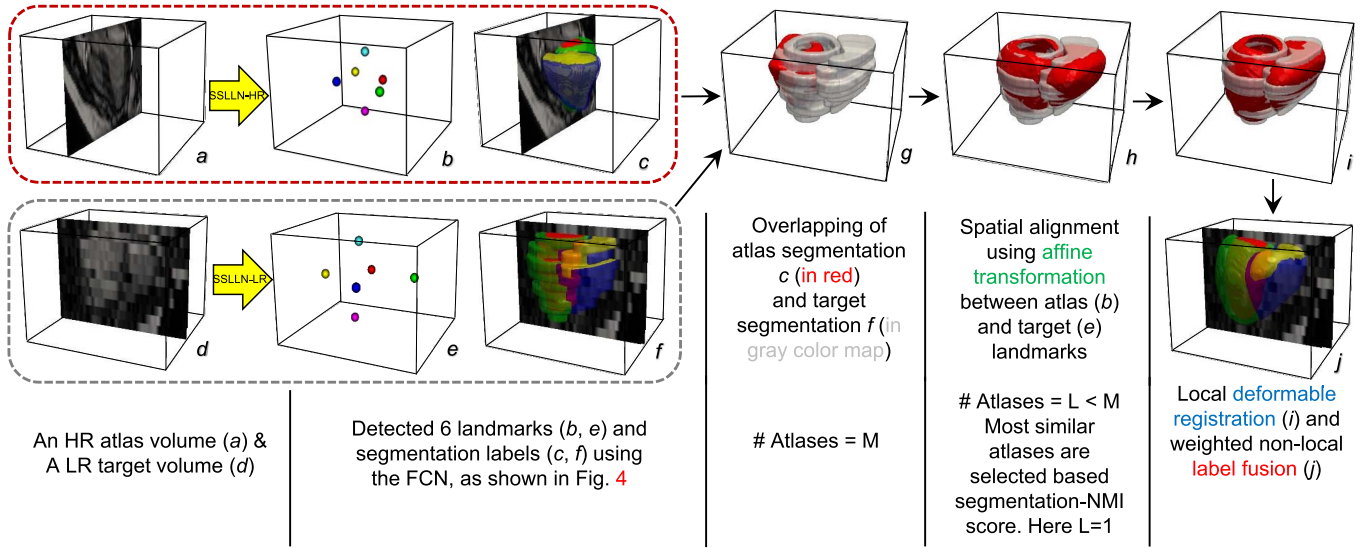 SSLLN-HR
a
b
c
g
h
i
SSLLN-LR
d
e
f
j
An HR atlas volume (a) &
A LR target volume (d)
Detected 6 landmarks (b, e) and
segmentation labels (c, f) using
the FCN, as shown in Fig. 4
Overlapping of
atlas segmentation
c (in red)
and target
segmentation f (in
gray color map)
# Atlases = M
Spatial alignment
using affine
transformation
between atlas (b)
and target (e)
landmarks
# Atlases = L < M
Most similar
atlases are
selected based
segmentation-NMI
score. Here L=1
Local deformable
registration (i) and
weighted non-local
label fusion (j)